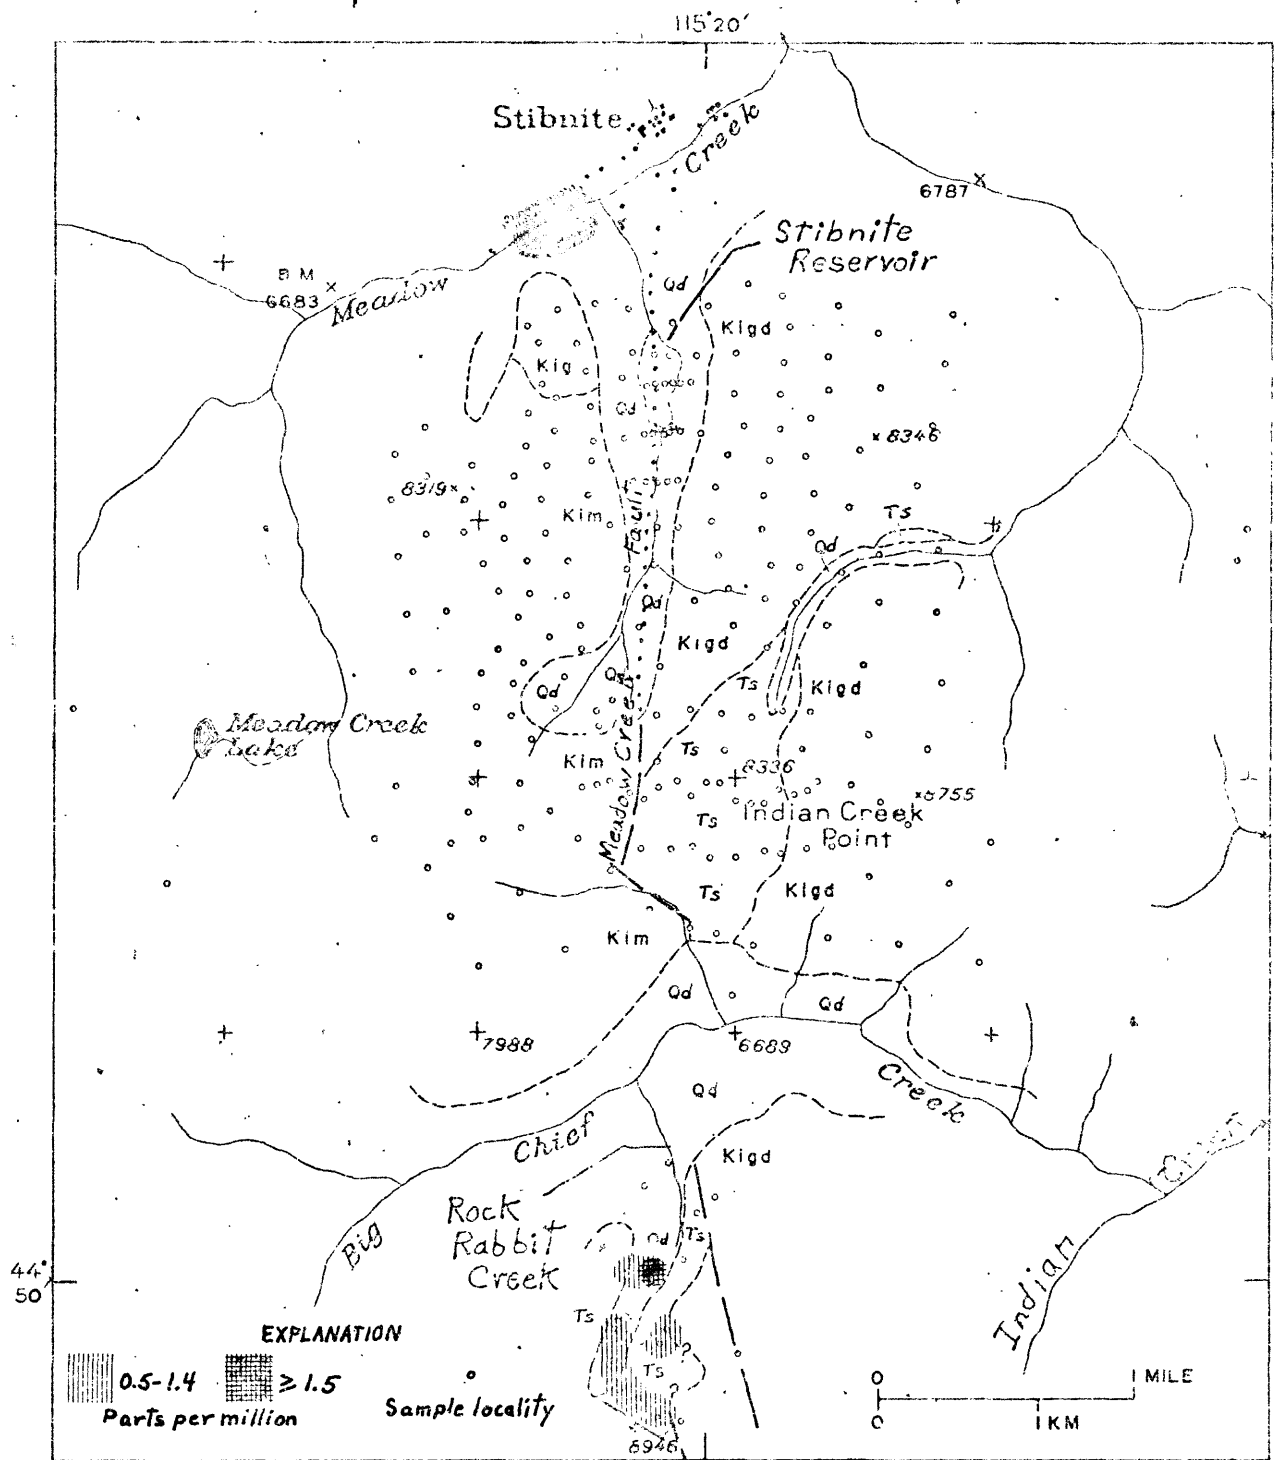 115°20′
Stibnite
Creek
6787
Stibnite
Reservoir
BM
6683
Meadow
Qd
Kigd
Kig
Qd
8346
8319
Ts
Kim
Fault
Qd
Qd
Kigd
Ts
Kigd
Qd
Qd
Meadow Creek
Lake
Ts
Kim
8336
Meadow Creek
Ts
Indian Creek
Point
Ts
Kigd
Kim
Qd
Qd
7988
6689
Qd
Creek
Chief
Kigd
Rock
Rabbit
Creek
Big
Qd
Ts
44°
50′
Indian
Ts
EXPLANATION
0.5-1.4
≥ 1.5
Parts per million
Sample locality
Ts
?
?
0
1 MILE
0
1 KM